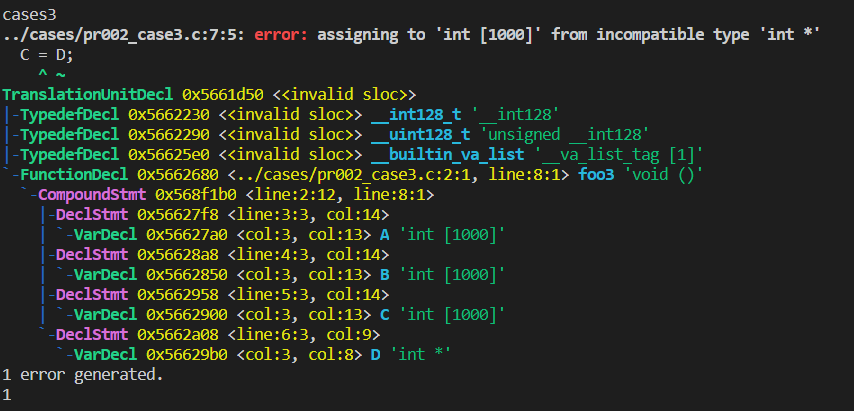 cases3
../cases/pr002_case3.c:7:5: error: assigning to 'int [1000]' from incompatible type 'int *'
  C = D;
    ^ ~
TranslationUnitDecl 0x5661d50 <<invalid sloc>>
|-TypedefDecl 0x5662230 <<invalid sloc>> __int128_t '__int128'
|-TypedefDecl 0x5662290 <<invalid sloc>> __uint128_t 'unsigned __int128'
|-TypedefDecl 0x56625e0 <<invalid sloc>> __builtin_va_list '__va_list_tag [1]'
`-FunctionDecl 0x5662680 <../cases/pr002_case3.c:2:1, line:8:1> foo3 'void ()'
  `-CompoundStmt 0x568f1b0 <line:2:12, line:8:1>
    |-DeclStmt 0x56627f8 <line:3:3, col:14>
    | `-VarDecl 0x56627a0 <col:3, col:13> A 'int [1000]'
    |-DeclStmt 0x56628a8 <line:4:3, col:14>
    | `-VarDecl 0x5662850 <col:3, col:13> B 'int [1000]'
    |-DeclStmt 0x5662958 <line:5:3, col:14>
    | `-VarDecl 0x5662900 <col:3, col:13> C 'int [1000]'
    `-DeclStmt 0x5662a08 <line:6:3, col:9>
      `-VarDecl 0x56629b0 <col:3, col:8> D 'int *'
1 error generated.
1